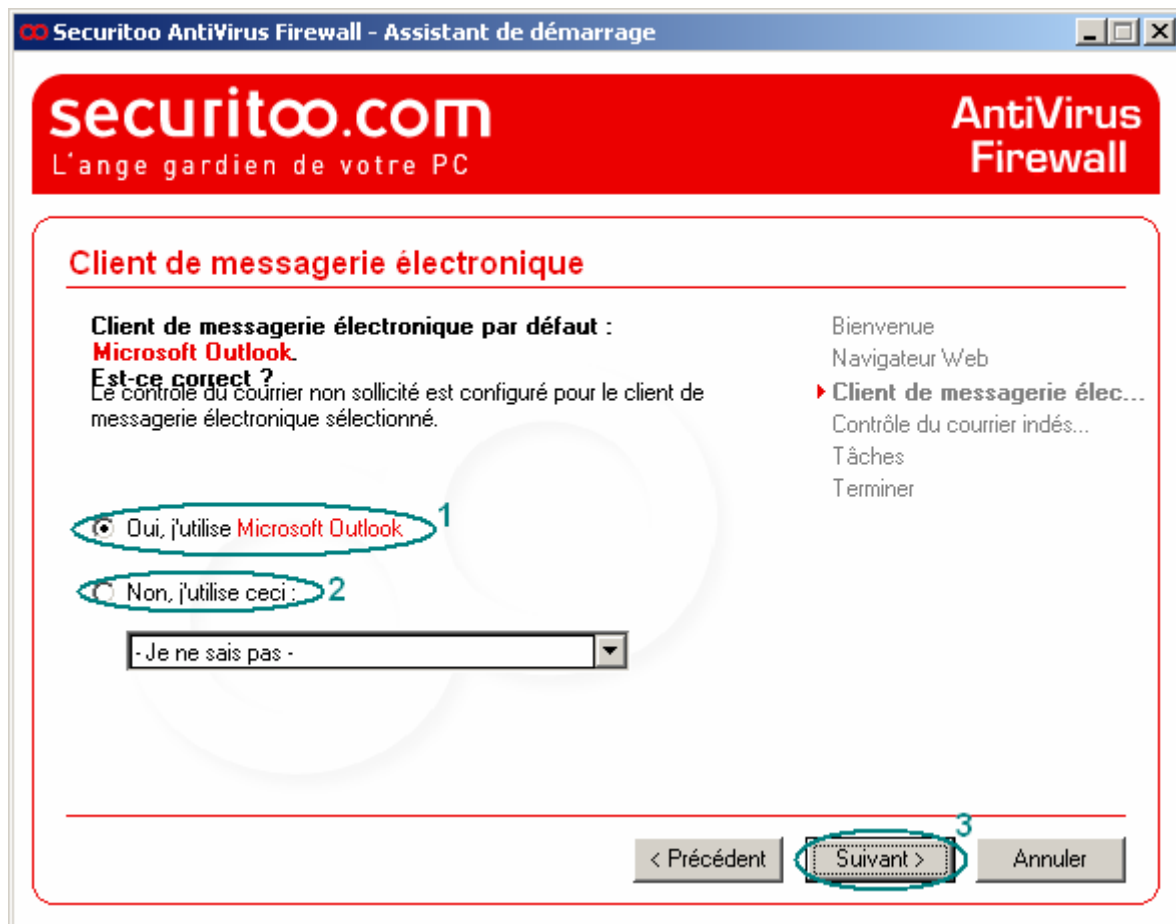 Securitoo AntiVirus Firewall - Assistant de démarrage
securitoo.com
L'ange gardien de votre PC
AntiVirus
Firewall
Client de messagerie électronique
Client de messagerie électronique par défaut :
Microsoft Outlook.
Est-ce correct ?
Le contrôle du courrier non sollicité est configuré pour le client de
messagerie électronique sélectionné.
Bienvenue
Navigateur Web
Client de messagerie élec...
Contrôle du courrier indés...
Tâches
Terminer
Oui, j'utilise Microsoft Outlook
1
Non, j'utilise ceci :
2
- Je ne sais pas -
3
< Précédent
Suivant >
Annuler